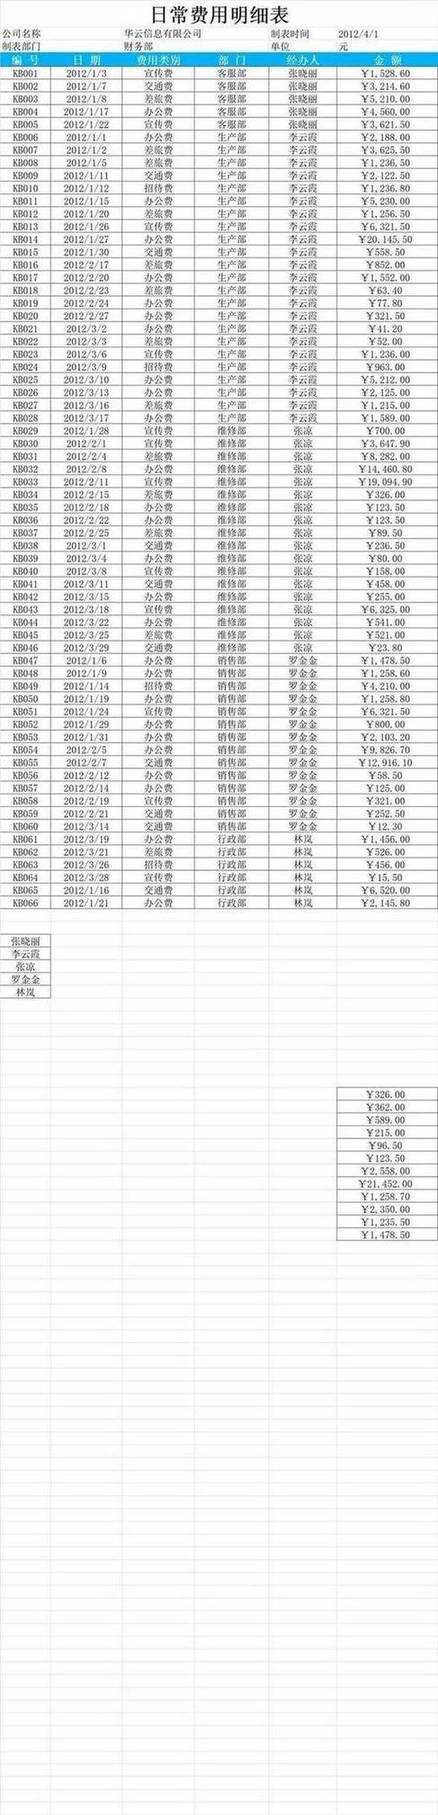 日常费用明细表
公司名称 华云信息有限公司 制表时间 2012/4/1
制表部门 财务部 单位 元
编 号 日 期 费用类别 部 门 经办人 金 额
KB001 2012/1/3 宣传费 客服部 张晓丽 ¥1,528.60
KB002 2012/1/7 交通费 客服部 张晓丽 ¥3,214.60
KB003 2012/1/8 差旅费 客服部 张晓丽 ¥5,210.00
KB004 2012/1/17 办公费 客服部 张晓丽 ¥4,560.00
KB005 2012/1/22 宣传费 客服部 张晓丽 ¥3,621.50
KB006 2012/1/1 办公费 生产部 李云霞 ¥2,188.00
KB007 2012/1/2 差旅费 生产部 李云霞 ¥3,625.50
KB008 2012/1/5 差旅费 生产部 李云霞 ¥1,236.50
KB009 2012/1/11 交通费 生产部 李云霞 ¥2,122.50
KB010 2012/1/12 招待费 生产部 李云霞 ¥1,236.80
KB011 2012/1/15 办公费 生产部 李云霞 ¥5,230.00
KB012 2012/1/20 差旅费 生产部 李云霞 ¥1,256.50
KB013 2012/1/26 宣传费 生产部 李云霞 ¥6,321.50
KB014 2012/1/27 办公费 生产部 李云霞 ¥20,145.50
KB015 2012/1/30 交通费 生产部 李云霞 ¥558.50
KB016 2012/2/17 差旅费 生产部 李云霞 ¥852.00
KB017 2012/2/20 办公费 生产部 李云霞 ¥1,552.00
KB018 2012/2/23 差旅费 生产部 李云霞 ¥63.40
KB019 2012/2/24 办公费 生产部 李云霞 ¥77.80
KB020 2012/2/27 办公费 生产部 李云霞 ¥321.50
KB021 2012/3/2 办公费 生产部 李云霞 ¥41.20
KB022 2012/3/3 差旅费 生产部 李云霞 ¥52.00
KB023 2012/3/6 宣传费 生产部 李云霞 ¥1,236.00
KB024 2012/3/9 招待费 生产部 李云霞 ¥963.00
KB025 2012/3/10 办公费 生产部 李云霞 ¥5,212.00
KB026 2012/3/13 办公费 生产部 李云霞 ¥2,125.00
KB027 2012/3/16 差旅费 生产部 李云霞 ¥1,215.00
KB028 2012/3/17 办公费 生产部 李云霞 ¥1,589.00
KB029 2012/1/28 宣传费 维修部 张凉 ¥700.00
KB030 2012/2/1 宣传费 维修部 张凉 ¥3,647.90
KB031 2012/2/4 差旅费 维修部 张凉 ¥8,282.00
KB032 2012/2/8 办公费 维修部 张凉 ¥14,460.80
KB033 2012/2/11 宣传费 维修部 张凉 ¥19,094.90
KB034 2012/2/15 差旅费 维修部 张凉 ¥326.00
KB035 2012/2/18 办公费 维修部 张凉 ¥123.50
KB036 2012/2/22 办公费 维修部 张凉 ¥123.50
KB037 2012/2/25 差旅费 维修部 张凉 ¥89.50
KB038 2012/3/1 交通费 维修部 张凉 ¥236.50
KB039 2012/3/4 办公费 维修部 张凉 ¥80.00
KB040 2012/3/8 宣传费 维修部 张凉 ¥158.00
KB041 2012/3/11 交通费 维修部 张凉 ¥458.00
KB042 2012/3/15 办公费 维修部 张凉 ¥255.00
KB043 2012/3/18 宣传费 维修部 张凉 ¥6,325.00
KB044 2012/3/22 办公费 维修部 张凉 ¥541.00
KB045 2012/3/25 差旅费 维修部 张凉 ¥521.00
KB046 2012/3/29 交通费 维修部 张凉 ¥23.80
KB047 2012/1/6 办公费 销售部 罗金金 ¥1,478.50
KB048 2012/1/9 办公费 销售部 罗金金 ¥1,258.60
KB049 2012/1/14 招待费 销售部 罗金金 ¥4,210.00
KB050 2012/1/19 办公费 销售部 罗金金 ¥1,258.80
KB051 2012/1/24 宣传费 销售部 罗金金 ¥6,321.50
KB052 2012/1/29 办公费 销售部 罗金金 ¥800.00
KB053 2012/1/31 办公费 销售部 罗金金 ¥2,103.20
KB054 2012/2/5 办公费 销售部 罗金金 ¥9,826.70
KB055 2012/2/7 交通费 销售部 罗金金 ¥12,916.10
KB056 2012/2/12 办公费 销售部 罗金金 ¥58.50
KB057 2012/2/14 办公费 销售部 罗金金 ¥125.00
KB058 2012/2/19 宣传费 销售部 罗金金 ¥321.00
KB059 2012/2/21 交通费 销售部 罗金金 ¥252.50
KB060 2012/3/14 交通费 销售部 罗金金 ¥12.30
KB061 2012/3/19 办公费 行政部 林岚 ¥1,456.00
KB062 2012/3/21 差旅费 行政部 林岚 ¥526.00
KB063 2012/3/26 招待费 行政部 林岚 ¥456.00
KB064 2012/3/28 宣传费 行政部 林岚 ¥15.50
KB065 2012/1/16 交通费 行政部 林岚 ¥6,520.00
KB066 2012/1/21 办公费 行政部 林岚 ¥2,145.80
张晓丽
李云霞
张凉
罗金金
林岚
¥326.00
¥362.00
¥589.00
¥215.00
¥96.50
¥123.50
¥2,558.00
¥21,452.00
¥1,258.70
¥2,350.00
¥1,235.50
¥1,478.50